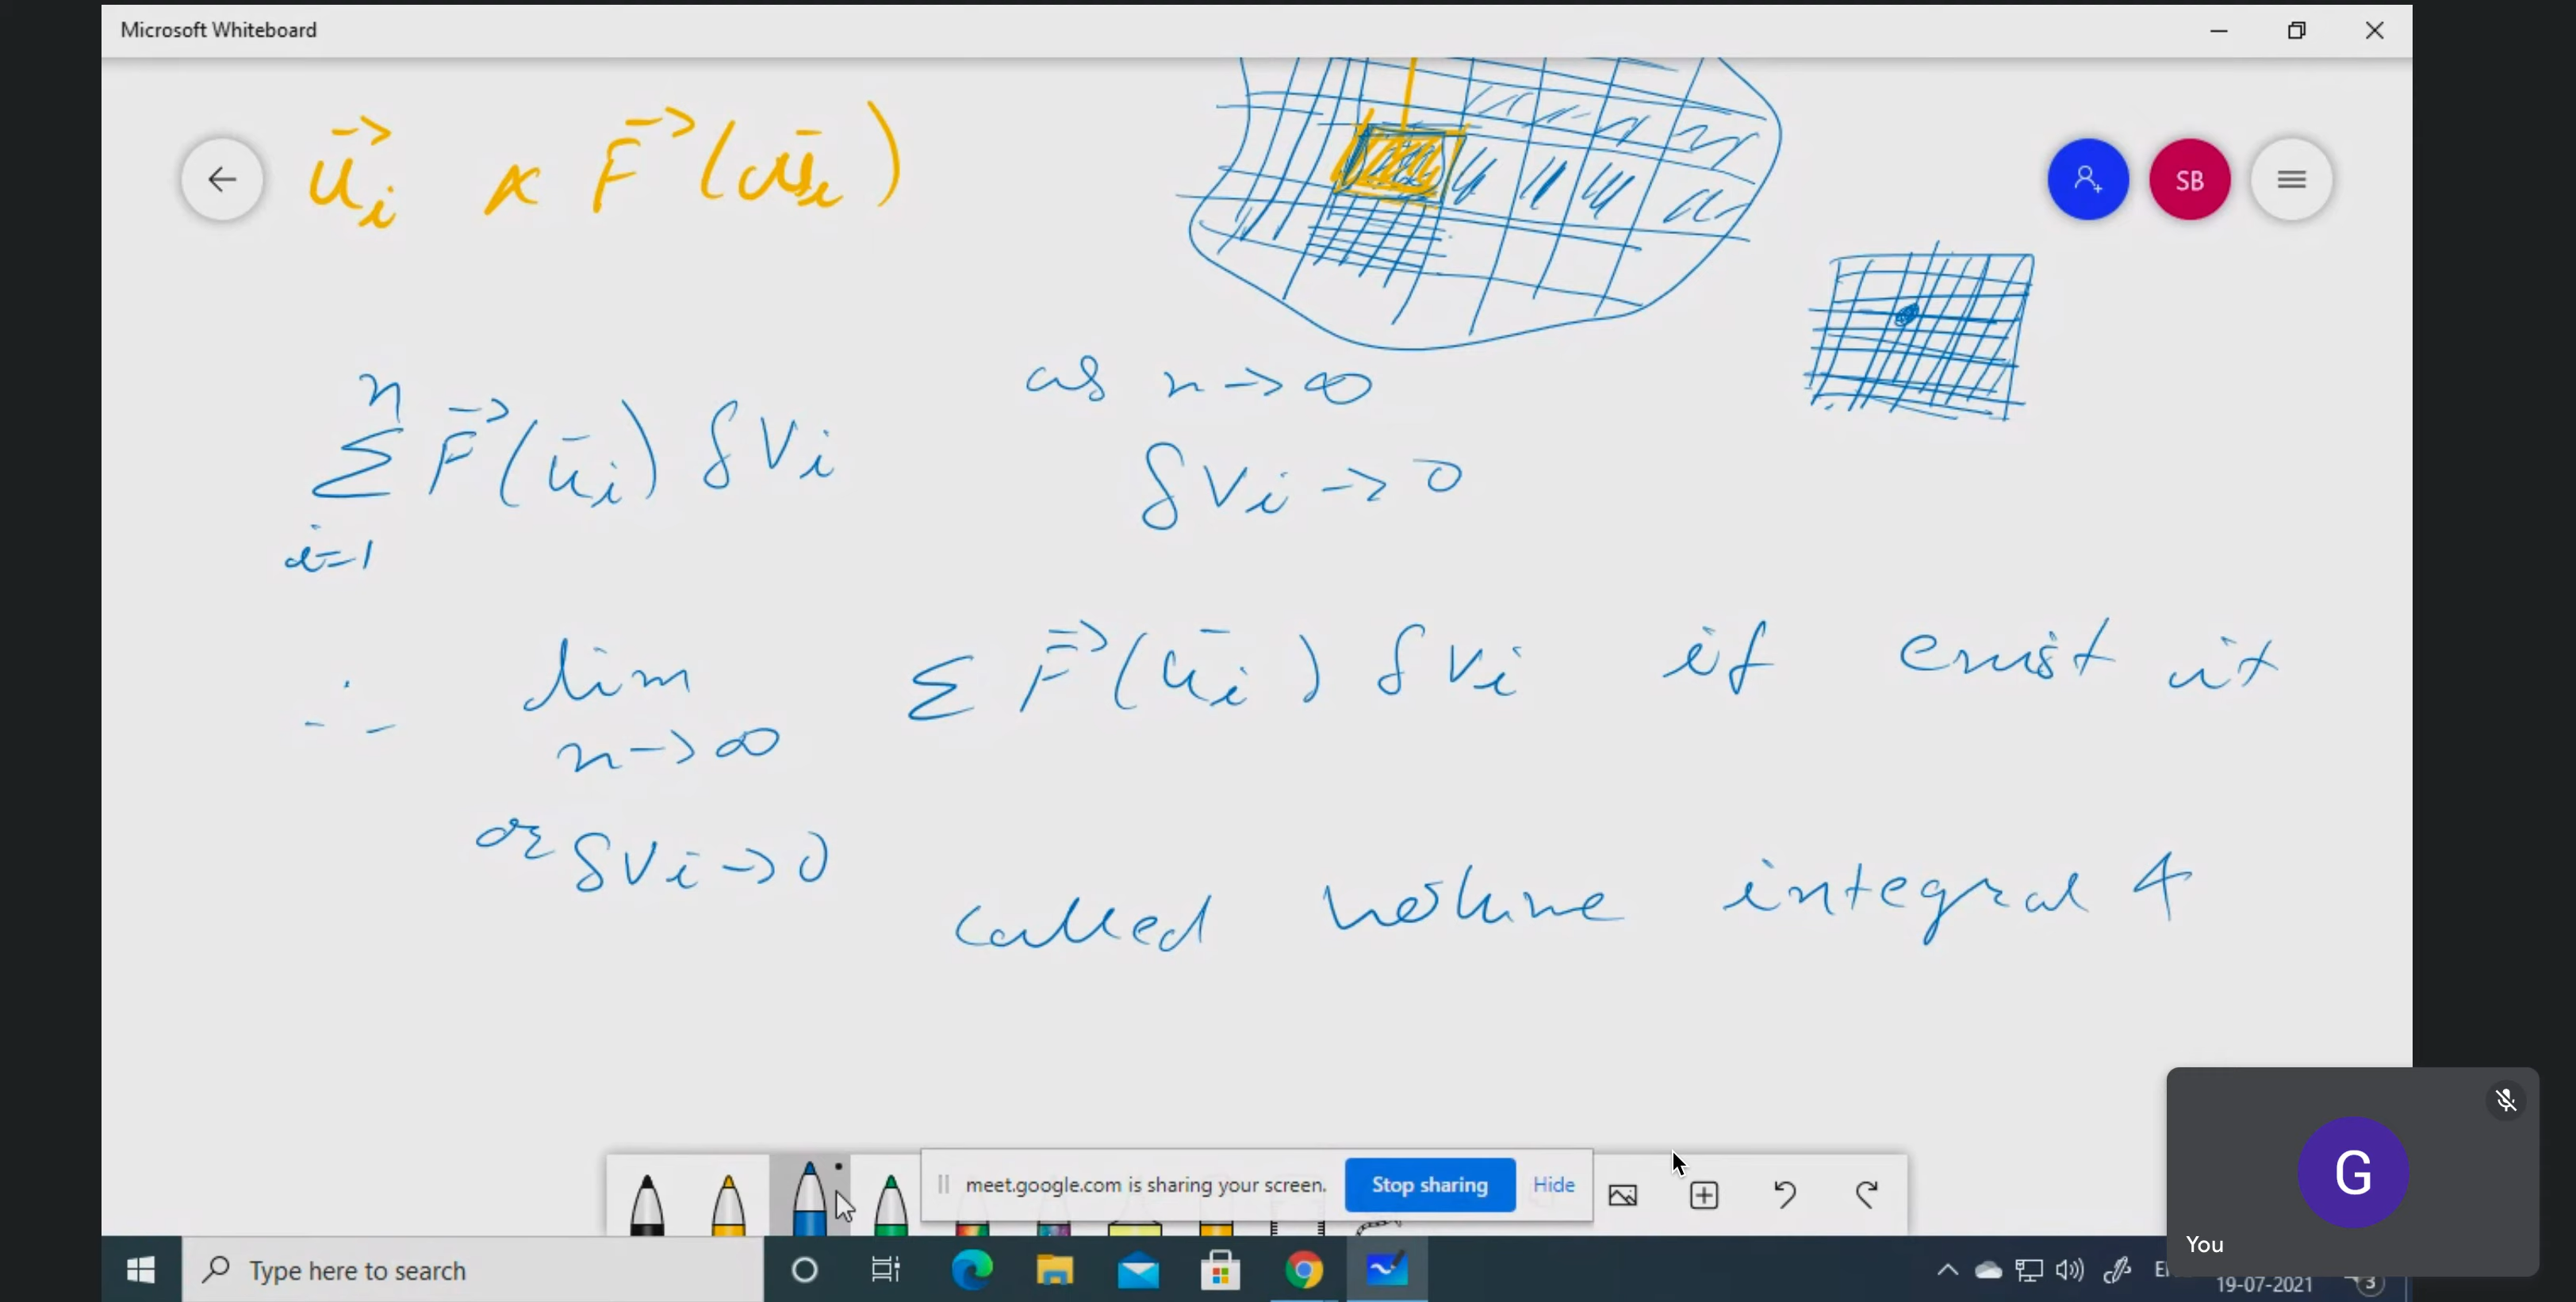 Microsoft Whiteboard
u⃗ᵢ × F⃗(ūᵢ)
SB
n
Σ F⃗(ūᵢ) δVᵢ
i=1
as n → ∞
δVᵢ → 0
∴ lim Σ F⃗(ūᵢ) δVᵢ if exist it
n → ∞
or δVᵢ → 0
called volume integral &
meet.google.com is sharing your screen. Stop sharing Hide
G
You
Type here to search
19-07-2021
3